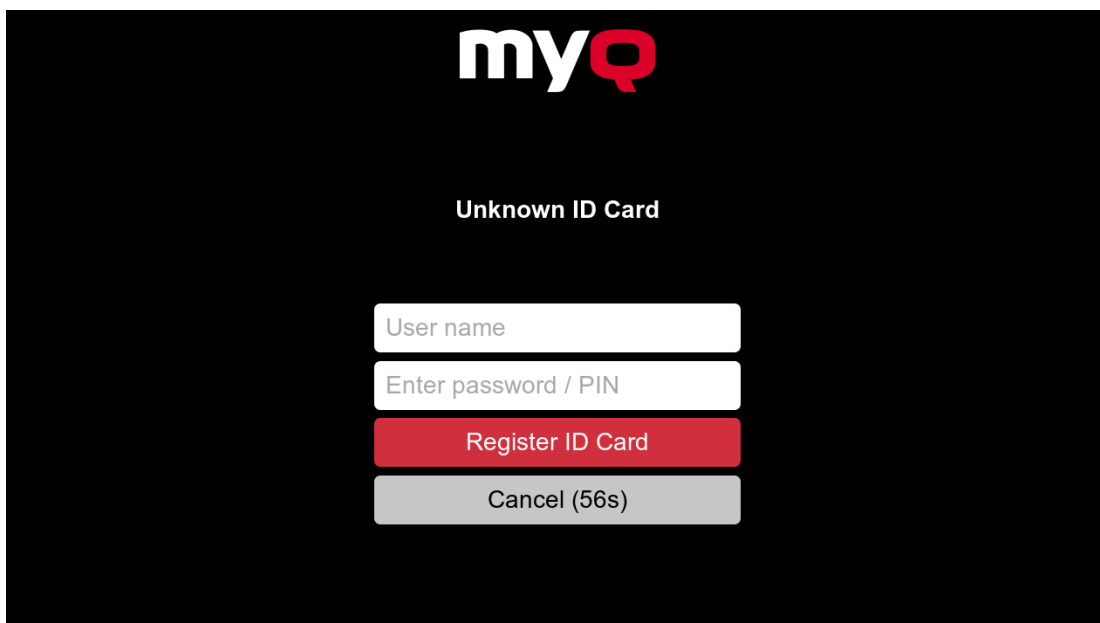 myQ
Unknown ID Card
User name
Enter password / PIN
Register ID Card
Cancel (56s)